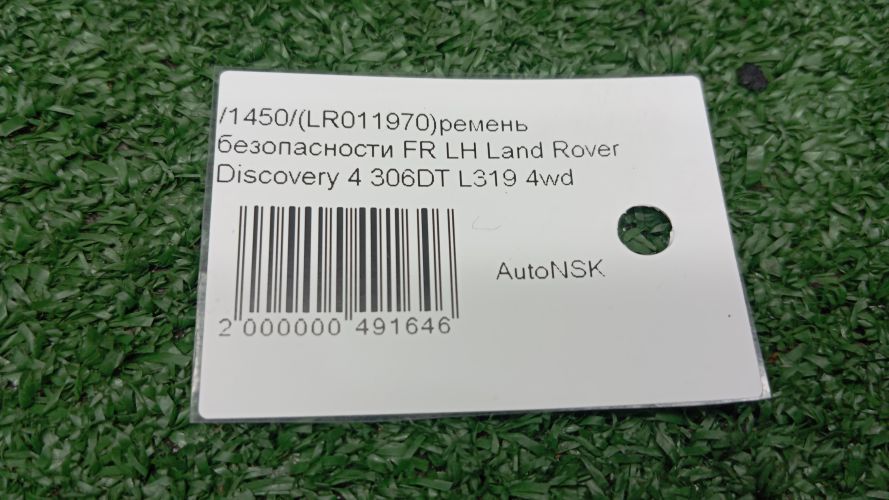 /1450/(LR011970)ремень
безопасности FR LH Land Rover
Discovery 4 306DT L319 4wd
AutoNSK
2 000000 491646